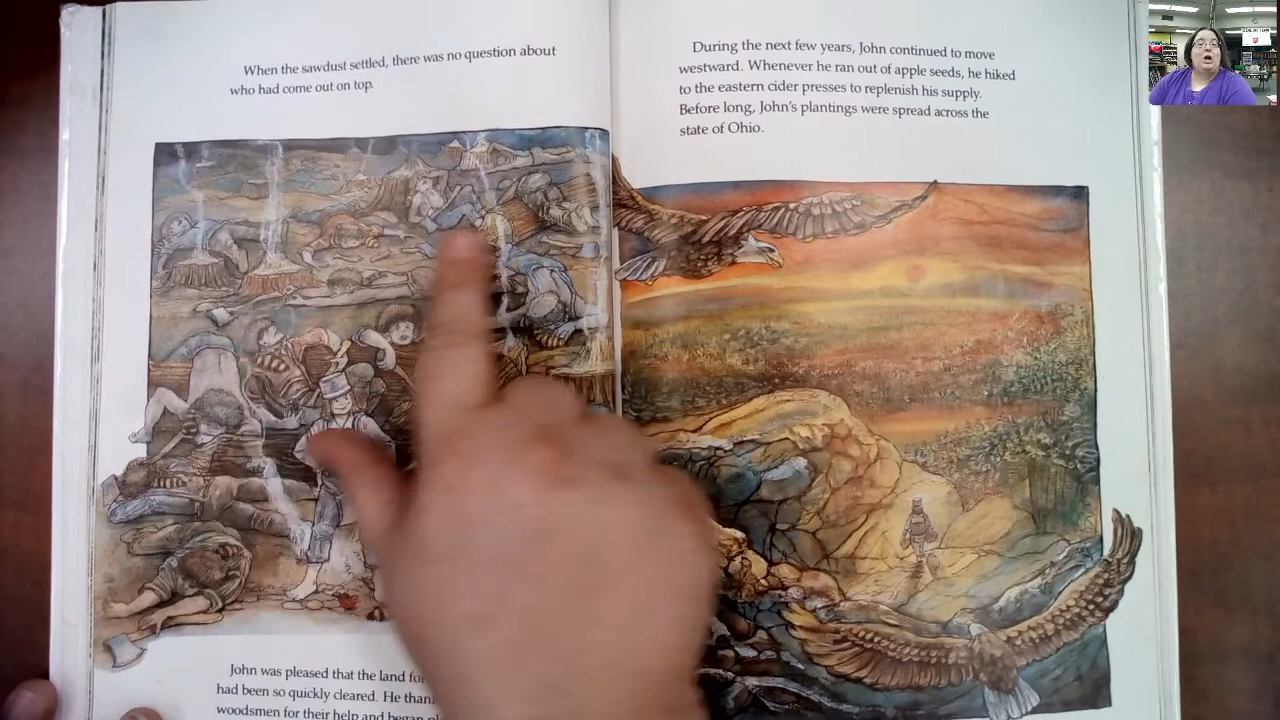 When the sawdust settled, there was no question about
who had come out on top.
John was pleased that the land
had been so quickly cleared. He
woodsmen for their help and began
During the next few years, John continued to move
westward. Whenever he ran out of apple seeds, he hiked
to the eastern cider presses to replenish his supply.
Before long, John's plantings were spread across the
state of Ohio.